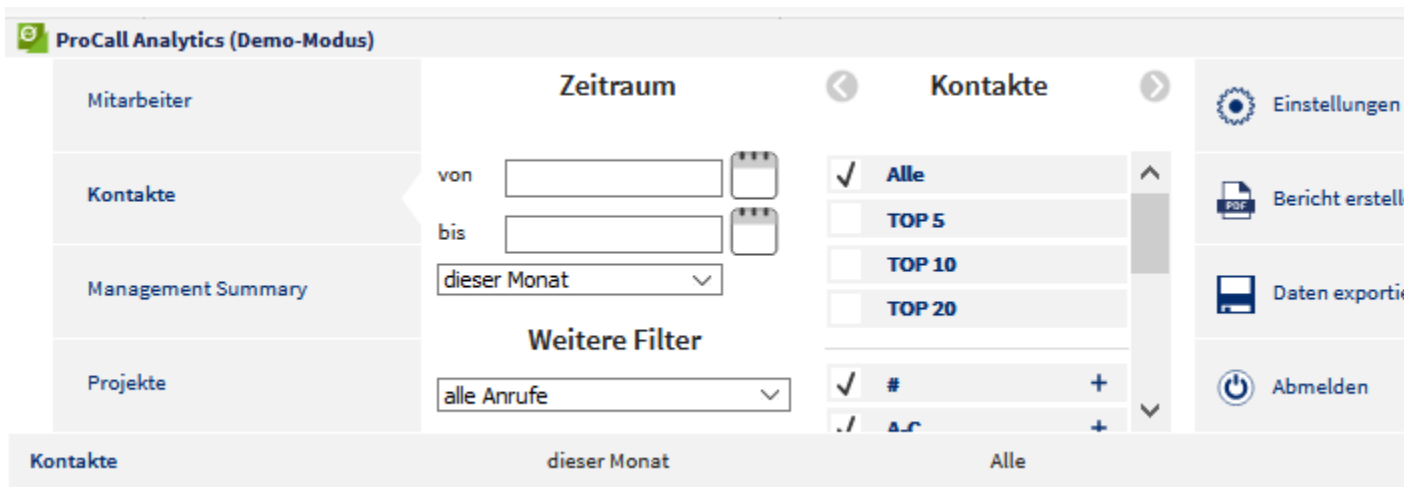 ProCall Analytics (Demo-Modus)
Mitarbeiter
Kontakte
Management Summary
Projekte
Zeitraum
von
bis
dieser Monat
Weitere Filter
alle Anrufe
Kontakte
Alle
TOP 5
TOP 10
TOP 20
# +
A-C +
Einstellungen
PDF Bericht erstell
Daten exportie
Abmelden
Kontakte dieser Monat Alle